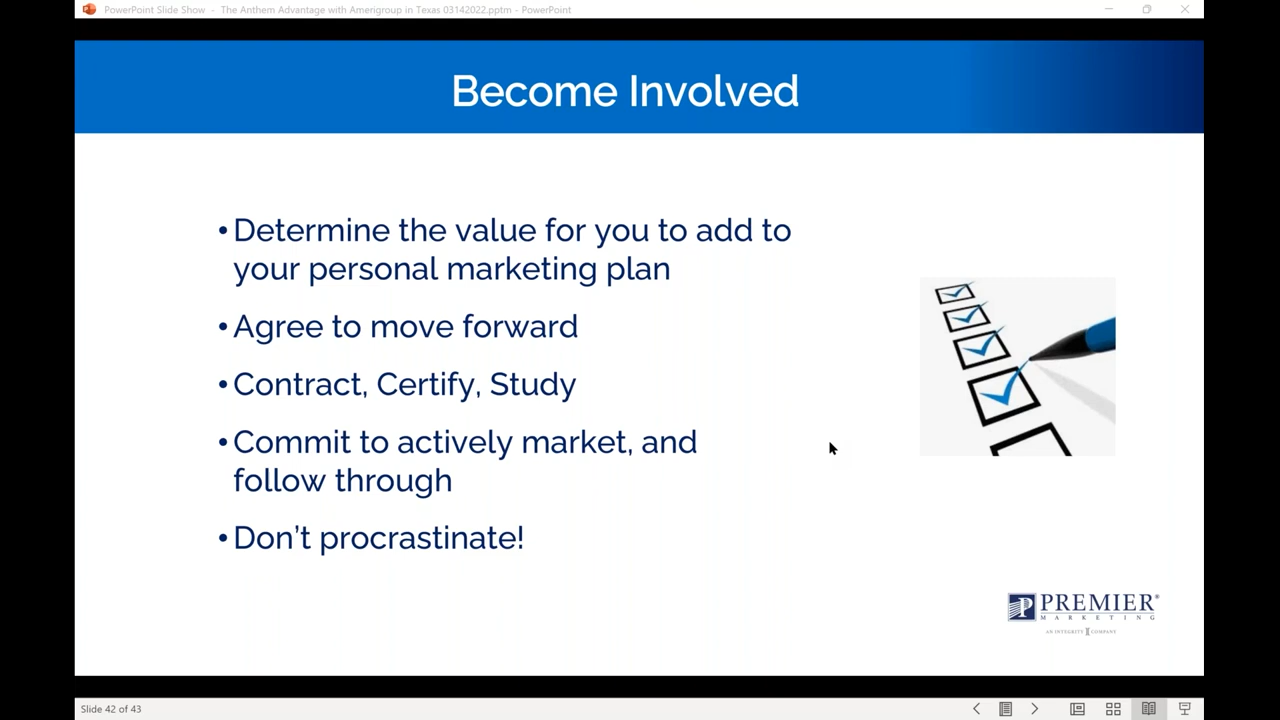 PowerPoint Slide Show - The Anthem Advantage with Amerigroup in Texas 03142022.pptm - PowerPoint
Become Involved
•Determine the value for you to add to
your personal marketing plan
•Agree to move forward
•Contract, Certify, Study
•Commit to actively market, and
follow through
•Don't procrastinate!
PREMIER®
MARKETING
AN INTEGRITY COMPANY
Slide 42 of 43